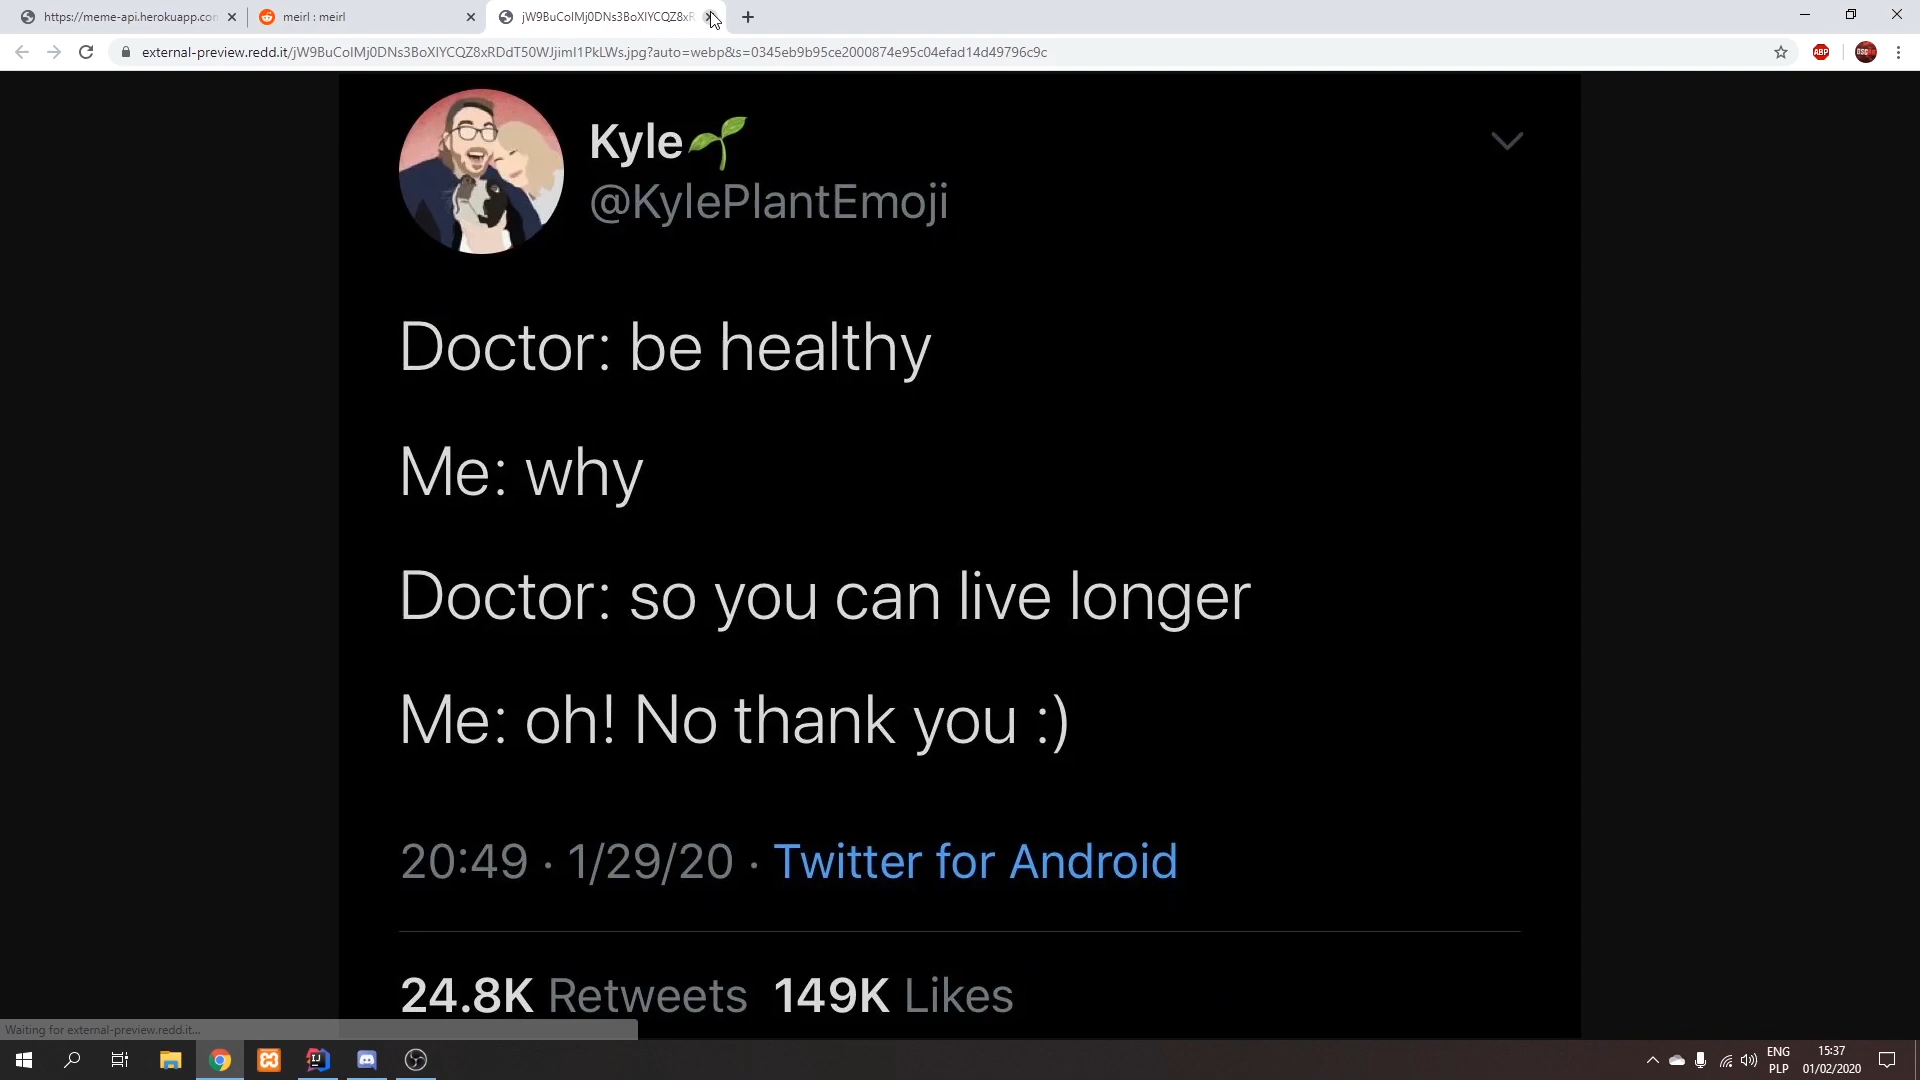 https://meme-api.herokuapp.com
meirl : meirl
external-preview.redd.it/jW9BuCoIMj0DNs3BoXIYCQZ8xRDdT50WJjimI1PkLWs.jpg?auto=webp&s=0345eb9b95ce2000874e95c04efad14d49796c9c
ABP
Kyle🌱
@KylePlantEmoji
Doctor: be healthy
Me: why
Doctor: so you can live longer
Me: oh! No thank you :)
20:49 · 1/29/20 · Twitter for Android
24.8K Retweets 149K Likes
Waiting for external-preview.redd.it...
ENG
PLP
15:37
01/02/2020